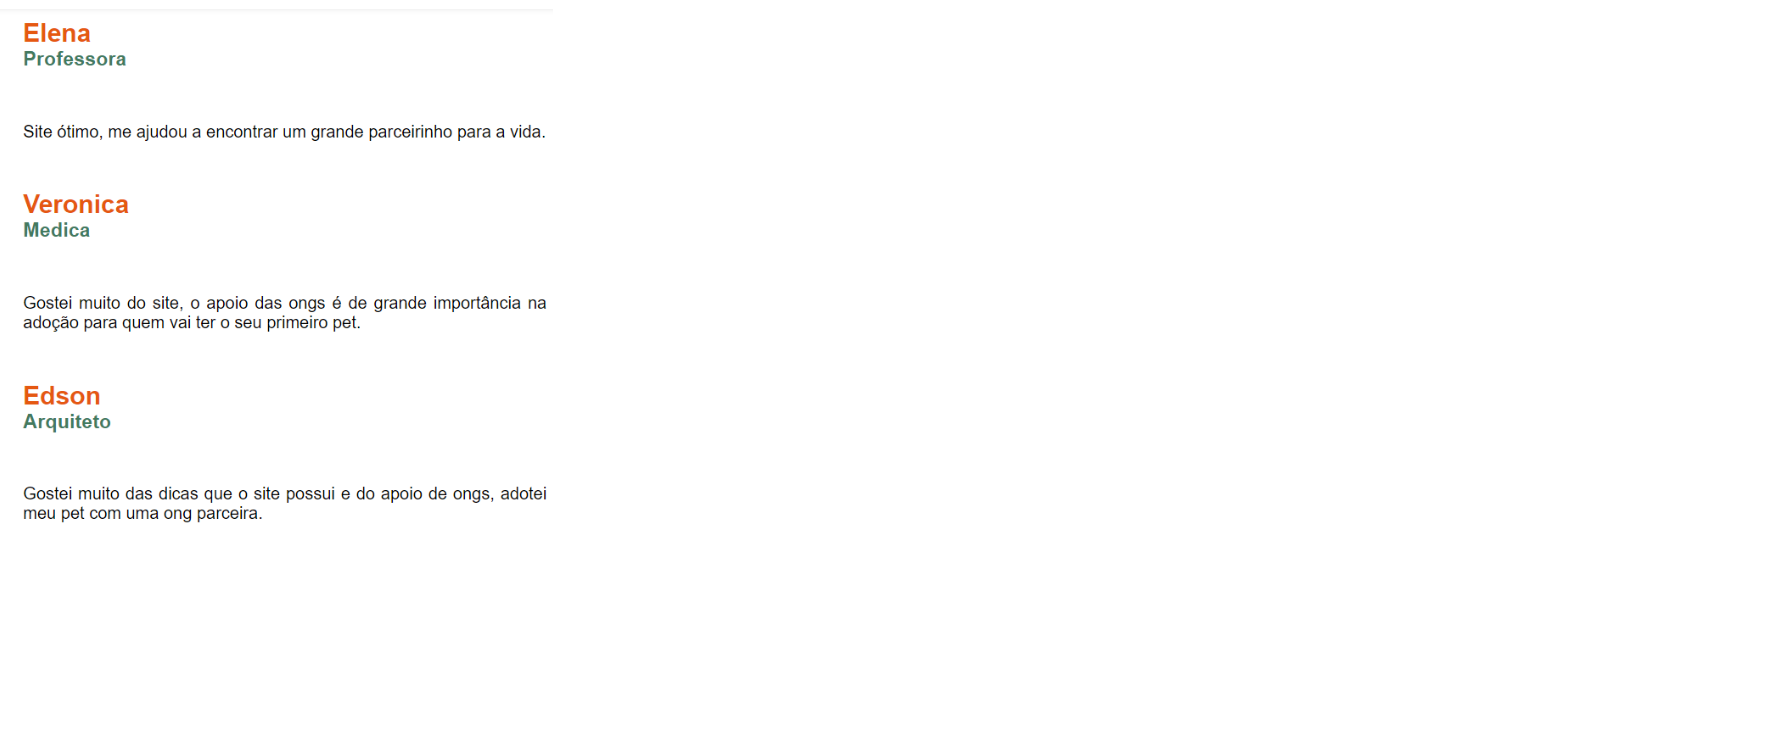 Elena
Professora
Site ótimo, me ajudou a encontrar um grande parceirinho para a vida.
Veronica
Medica
Gostei muito do site, o apoio das ongs é de grande importância na
adoção para quem vai ter o seu primeiro pet.
Edson
Arquiteto
Gostei muito das dicas que o site possui e do apoio de ongs, adotei
meu pet com uma ong parceira.